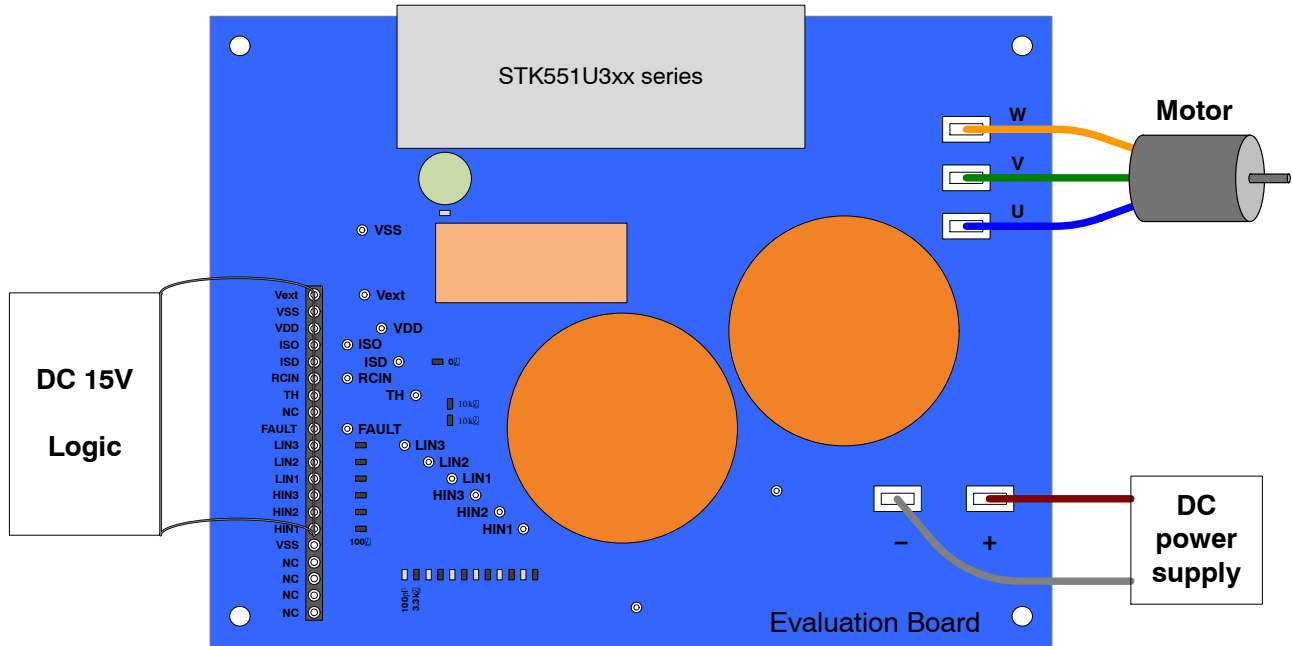 STK551U3xx series
W
V
U
Motor
VSS
Vext
Vext
VSS
VDD
VDD
ISO
ISO
ISD
ISD
0
RCIN
RCIN
TH
TH
NC
10k
10k
FAULT
FAULT
LIN3
LIN3
LIN2
LIN2
LIN1
LIN1
HIN3
HIN3
HIN2
HIN2
HIN1
HIN1
100
VSS
NC
NC
NC
NC
100pF
3.3k
DC 15V
Logic
− +
DC
power
supply
Evaluation Board